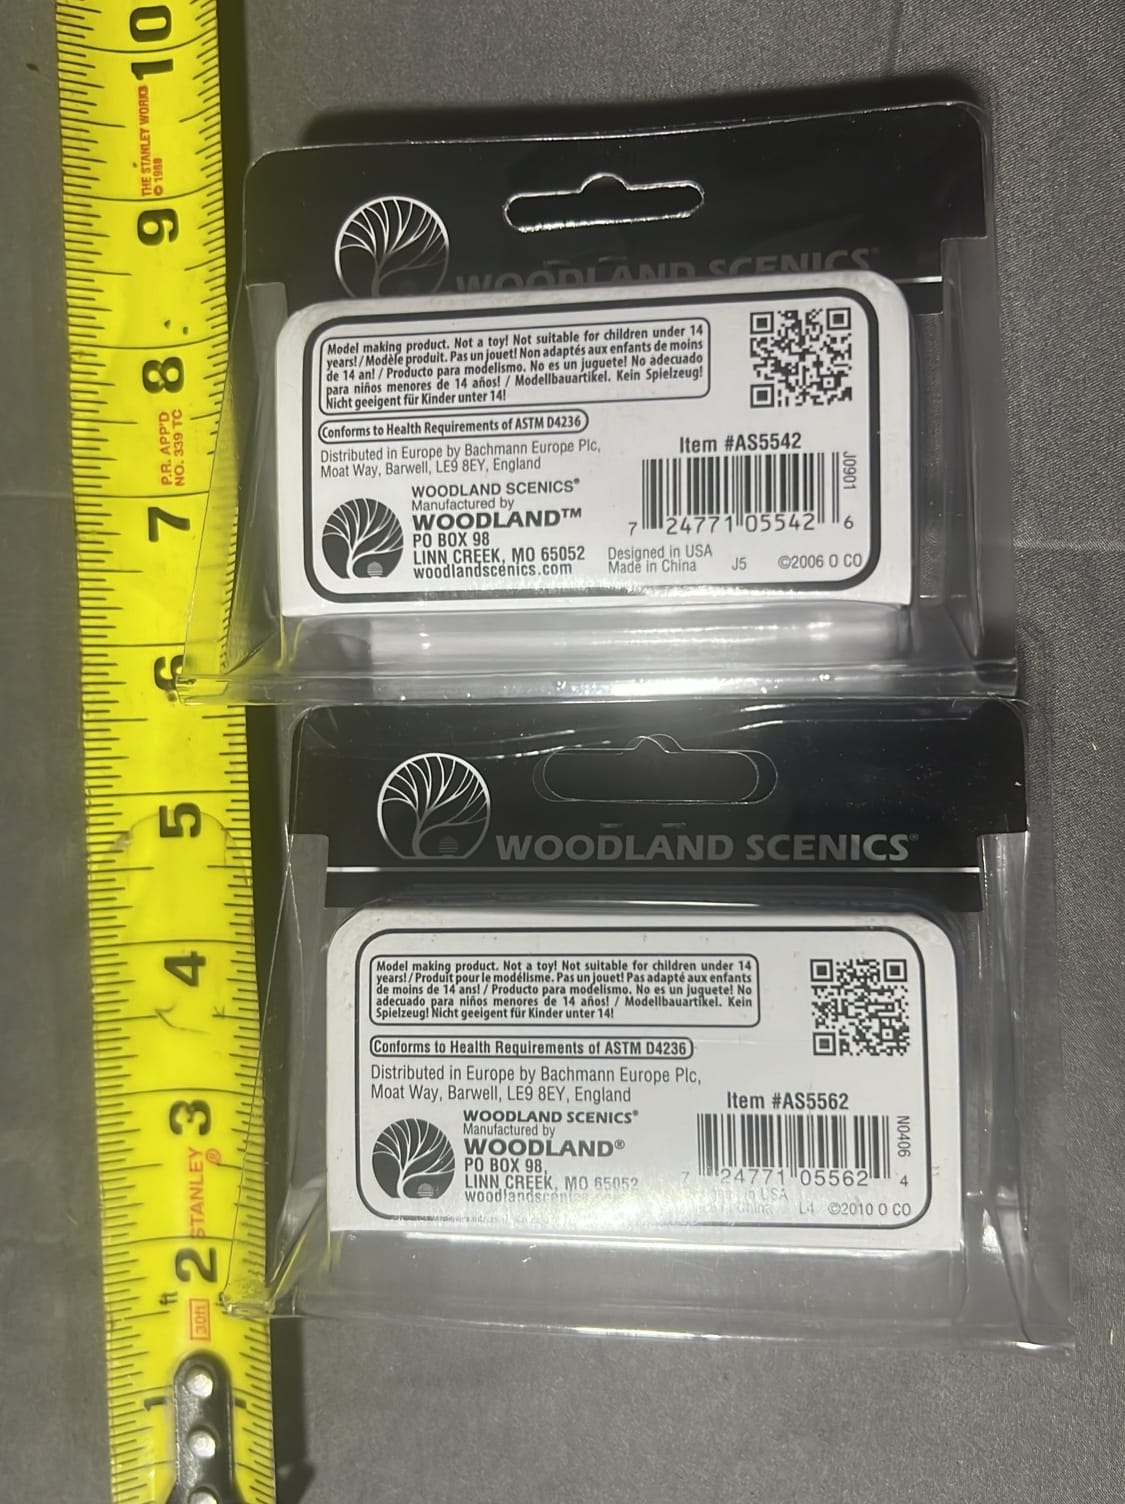 10
THE STANLEY WORKS
© 1988
9
8
P.R. APP'D
NO. 339 TC
7
6
5
4
3
STANLEY®
2
ft
30ft
1
WOODLAND SCENICS®
Model making product. Not a toy! Not suitable for children under 14
years! / Modèle produit. Pas un jouet! Non adaptés aux enfants de moins
de 14 an! / Producto para modelismo. No es un juguete! No adecuado
para niños menores de 14 años! / Modellbauartikel. Kein Spielzeug!
Nicht geeigent für Kinder unter 14!
Conforms to Health Requirements of ASTM D4236
Distributed in Europe by Bachmann Europe Plc,
Moat Way, Barwell, LE9 8EY, England
WOODLAND SCENICS®
Manufactured by
WOODLAND™
PO BOX 98
LINN CREEK, MO 65052
woodlandscenics.com
Item #AS5542
J0901
7 24771 05542 6
Designed in USA
Made in China J5 ©2006 O CO
WOODLAND SCENICS®
Model making product. Not a toy! Not suitable for children under 14
years! / Produit pour le modélisme. Pas un jouet! Pas adapté aux enfants
de moins de 14 ans! / Producto para modelismo. No es un juguete! No
adecuado para niños menores de 14 años! / Modellbauartikel. Kein
Spielzeug! Nicht geeigent für Kinder unter 14!
Conforms to Health Requirements of ASTM D4236
Distributed in Europe by Bachmann Europe Plc,
Moat Way, Barwell, LE9 8EY, England
WOODLAND SCENICS®
Manufactured by
WOODLAND®
PO BOX 98,
LINN CREEK, MO 65052
Item #AS5562
N0406
7 24771 05562 4
in USA
China L4 ©2010 O CO